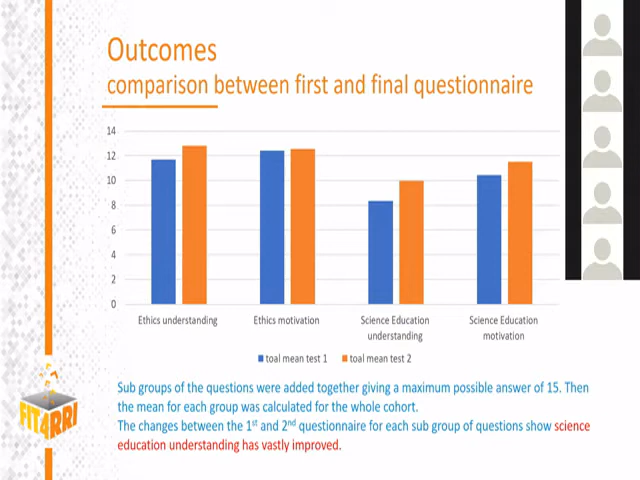 Outcomes
comparison between first and final questionnaire
14
12
10
8
6
4
2
0
Ethics understanding
Ethics motivation
Science Education
understanding
Science Education
motivation
toal mean test 1
toal mean test 2
Sub groups of the questions were added together giving a maximum possible answer of 15. Then
the mean for each group was calculated for the whole cohort.
The changes between the 1st and 2nd questionnaire for each sub group of questions show science
education understanding has vastly improved.
FIT4RRI